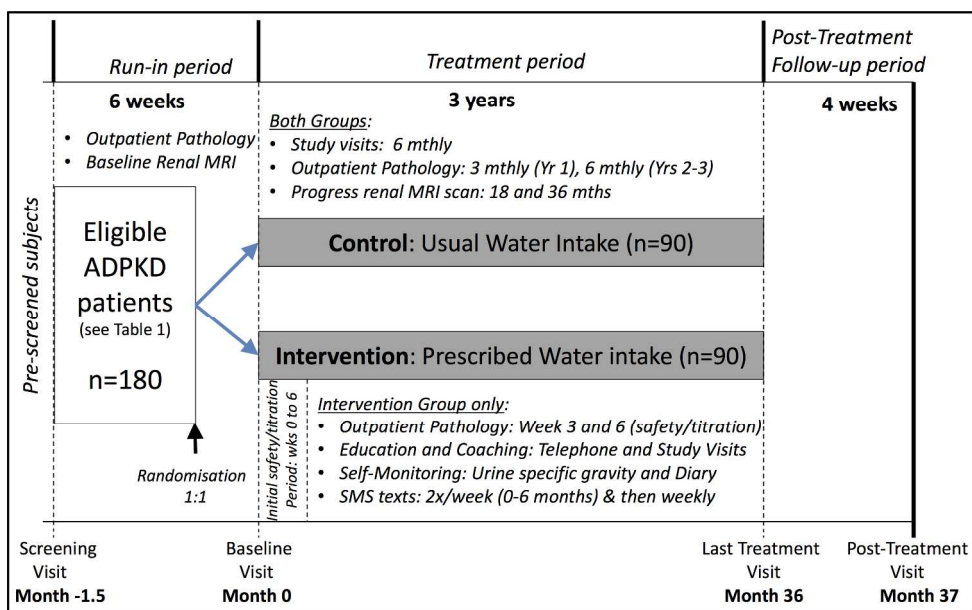 Run-in period
Treatment period
Post-Treatment
Follow-up period
6 weeks
3 years
4 weeks
• Outpatient Pathology
• Baseline Renal MRI
Both Groups:
• Study visits: 6 mthly
• Outpatient Pathology: 3 mthly (Yr 1), 6 mthly (Yrs 2-3)
• Progress renal MRI scan: 18 and 36 mths
Pre-screened subjects
Eligible
ADPKD
patients
(see Table 1)
n=180
Control: Usual Water Intake (n=90)
Intervention: Prescribed Water intake (n=90)
Randomisation
1:1
Initial safety/titration
Period: wks 0 to 6
Intervention Group only:
• Outpatient Pathology: Week 3 and 6 (safety/titration)
• Education and Coaching: Telephone and Study Visits
• Self-Monitoring: Urine specific gravity and Diary
• SMS texts: 2x/week (0-6 months) & then weekly
Screening
Visit
Month -1.5
Baseline
Visit
Month 0
Last Treatment
Visit
Month 36
Post-Treatment
Visit
Month 37